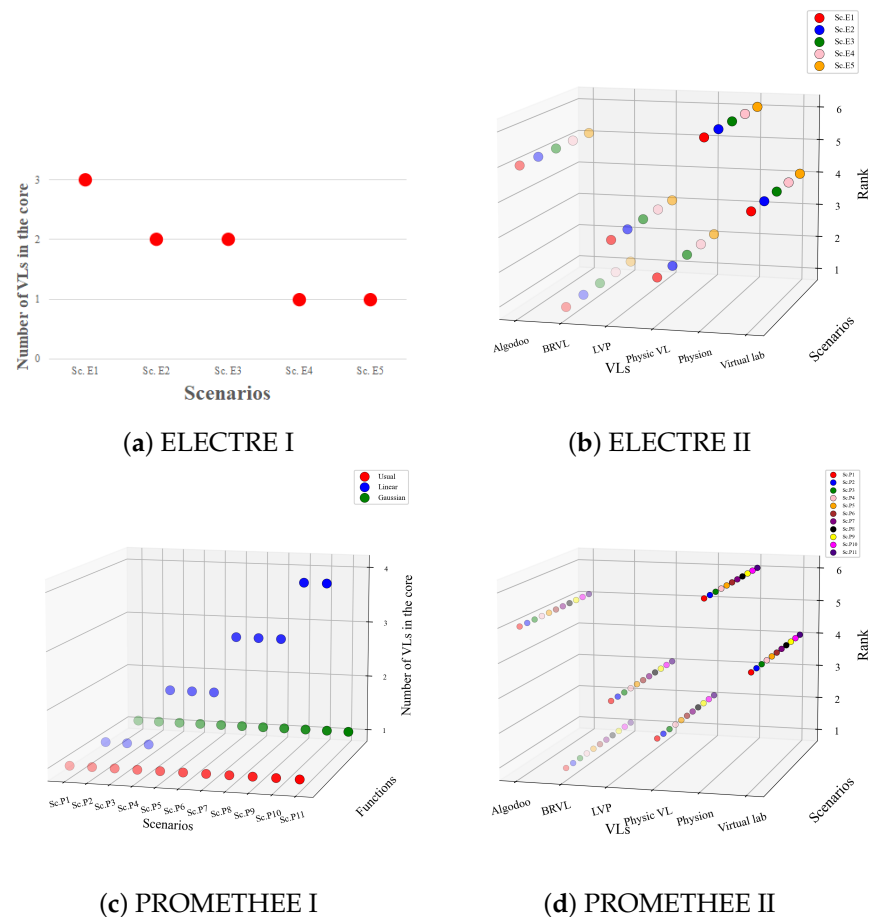 Number of VLs in the core
3
2
1
0
Sc. E1 Sc. E2 Sc. E3 Sc. E4 Sc. E5
Scenarios
(a) ELECTRE I
Sc.E1
Sc.E2
Sc.E3
Sc.E4
Sc.E5
6
5
4
3
2
1
Rank
Scenarios
Algodoo
BRVL
LVP
Physic VL
Physion
Virtual lab
VLs
(b) ELECTRE II
Usual
Linear
Gaussian
4
3
2
1
Number of VLs in the core
Functions
Sc.P1
Sc.P2
Sc.P3
Sc.P4
Sc.P5
Sc.P6
Sc.P7
Sc.P8
Sc.P9
Sc.P10
Sc.P11
Scenarios
(c) PROMETHEE I
Sc.P1
Sc.P2
Sc.P3
Sc.P4
Sc.P5
Sc.P6
Sc.P7
Sc.P8
Sc.P9
Sc.P10
Sc.P11
6
5
4
3
2
1
Rank
Scenarios
Algodoo
BRVL
LVP
Physic VL
Physion
Virtual lab
VLs
(d) PROMETHEE II